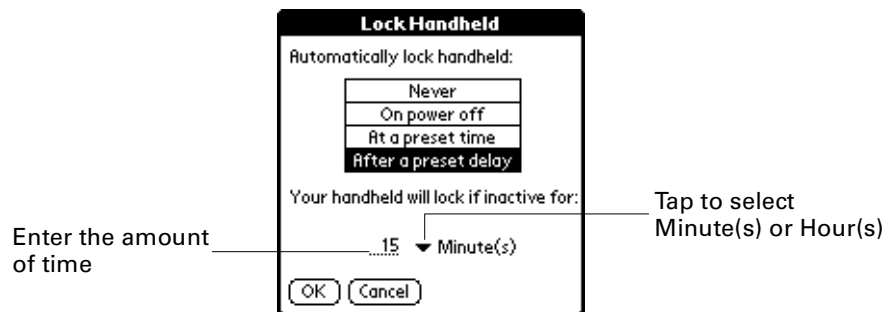 Lock Handheld
Automatically lock handheld:
Never
On power off
At a preset time
After a preset delay
Your handheld will lock if inactive for:
15 Minute(s)
OK Cancel
Enter the amount
of time
Tap to select
Minute(s) or Hour(s)